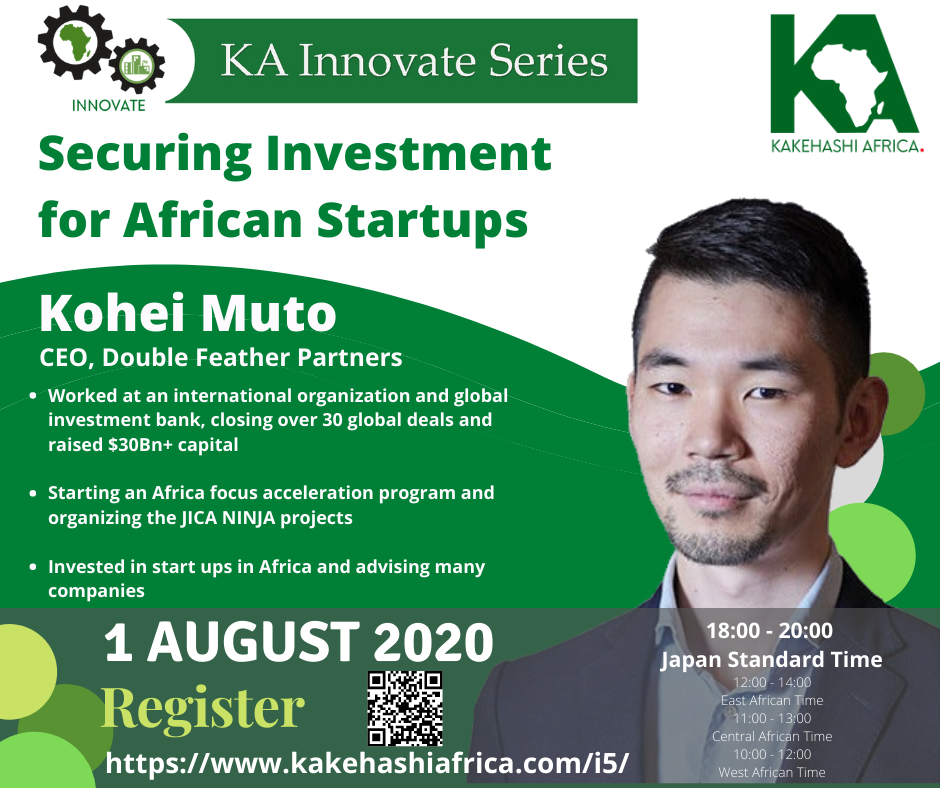 INNOVATE
KA Innovate Series
KAKEHASHI AFRICA.
Securing Investment
for African Startups
Kohei Muto
CEO, Double Feather Partners
• Worked at an international organization and global
investment bank, closing over 30 global deals and
raised $30Bn+ capital
• Starting an Africa focus acceleration program and
organizing the JICA NINJA projects
• Invested in start ups in Africa and advising many
companies
1 AUGUST 2020
Register
https://www.kakehashiafrica.com/i5/
18:00 - 20:00
Japan Standard Time
12:00 - 14:00
East African Time
11:00 - 13:00
Central African Time
10:00 - 12:00
West African Time